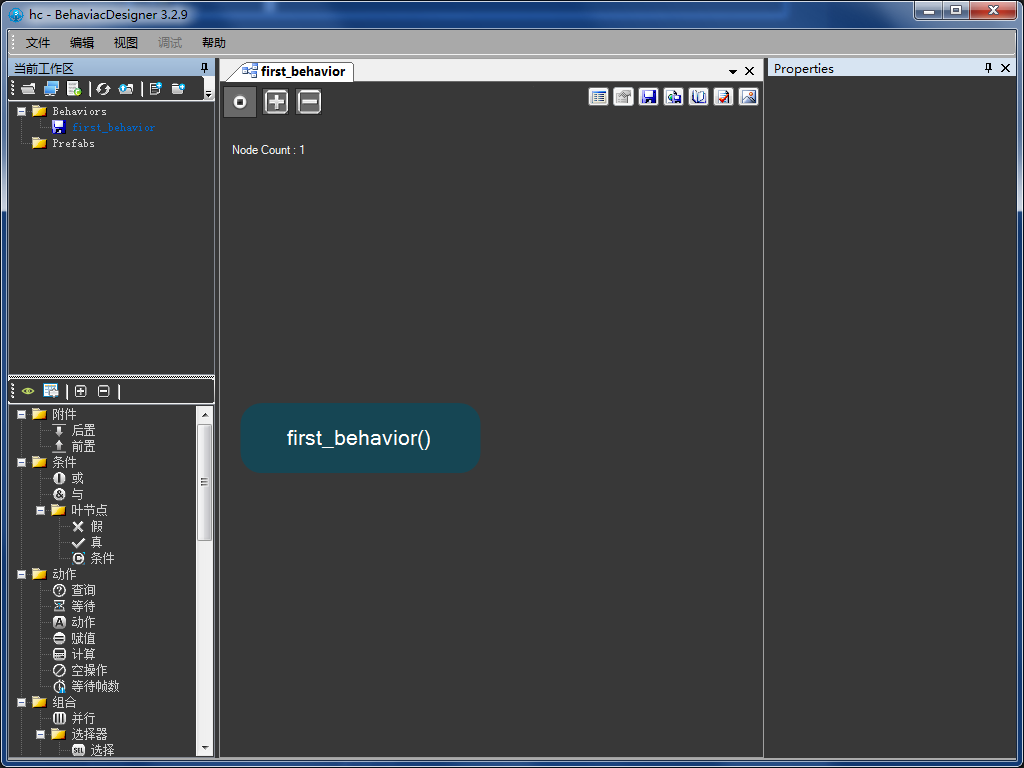 hc - BehaviacDesigner 3.2.9
文件 编辑 视图 调试 帮助
当前工作区
first_behavior
Properties
Behaviors
first_behavior
Prefabs
Node Count : 1
first_behavior()
附件
后置
前置
条件
或
与
叶节点
假
真
条件
动作
查询
等待
动作
赋值
计算
空操作
等待帧数
组合
并行
选择器
选择